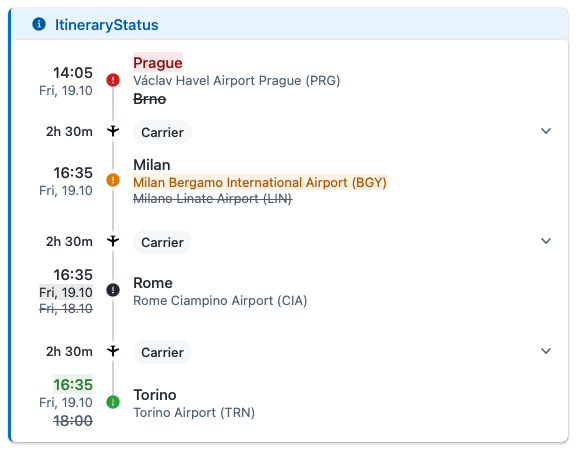 ItineraryStatus
14:05
Fri, 19.10
Prague
Václav Havel Airport Prague (PRG)
Brno
2h 30m
Carrier
16:35
Fri, 19.10
Milan
Milan Bergamo International Airport (BGY)
Milano Linate Airport (LIN)
2h 30m
Carrier
16:35
Fri, 19.10
Fri, 18.10
Rome
Rome Ciampino Airport (CIA)
2h 30m
Carrier
16:35
Fri, 19.10
18:00
Torino
Torino Airport (TRN)